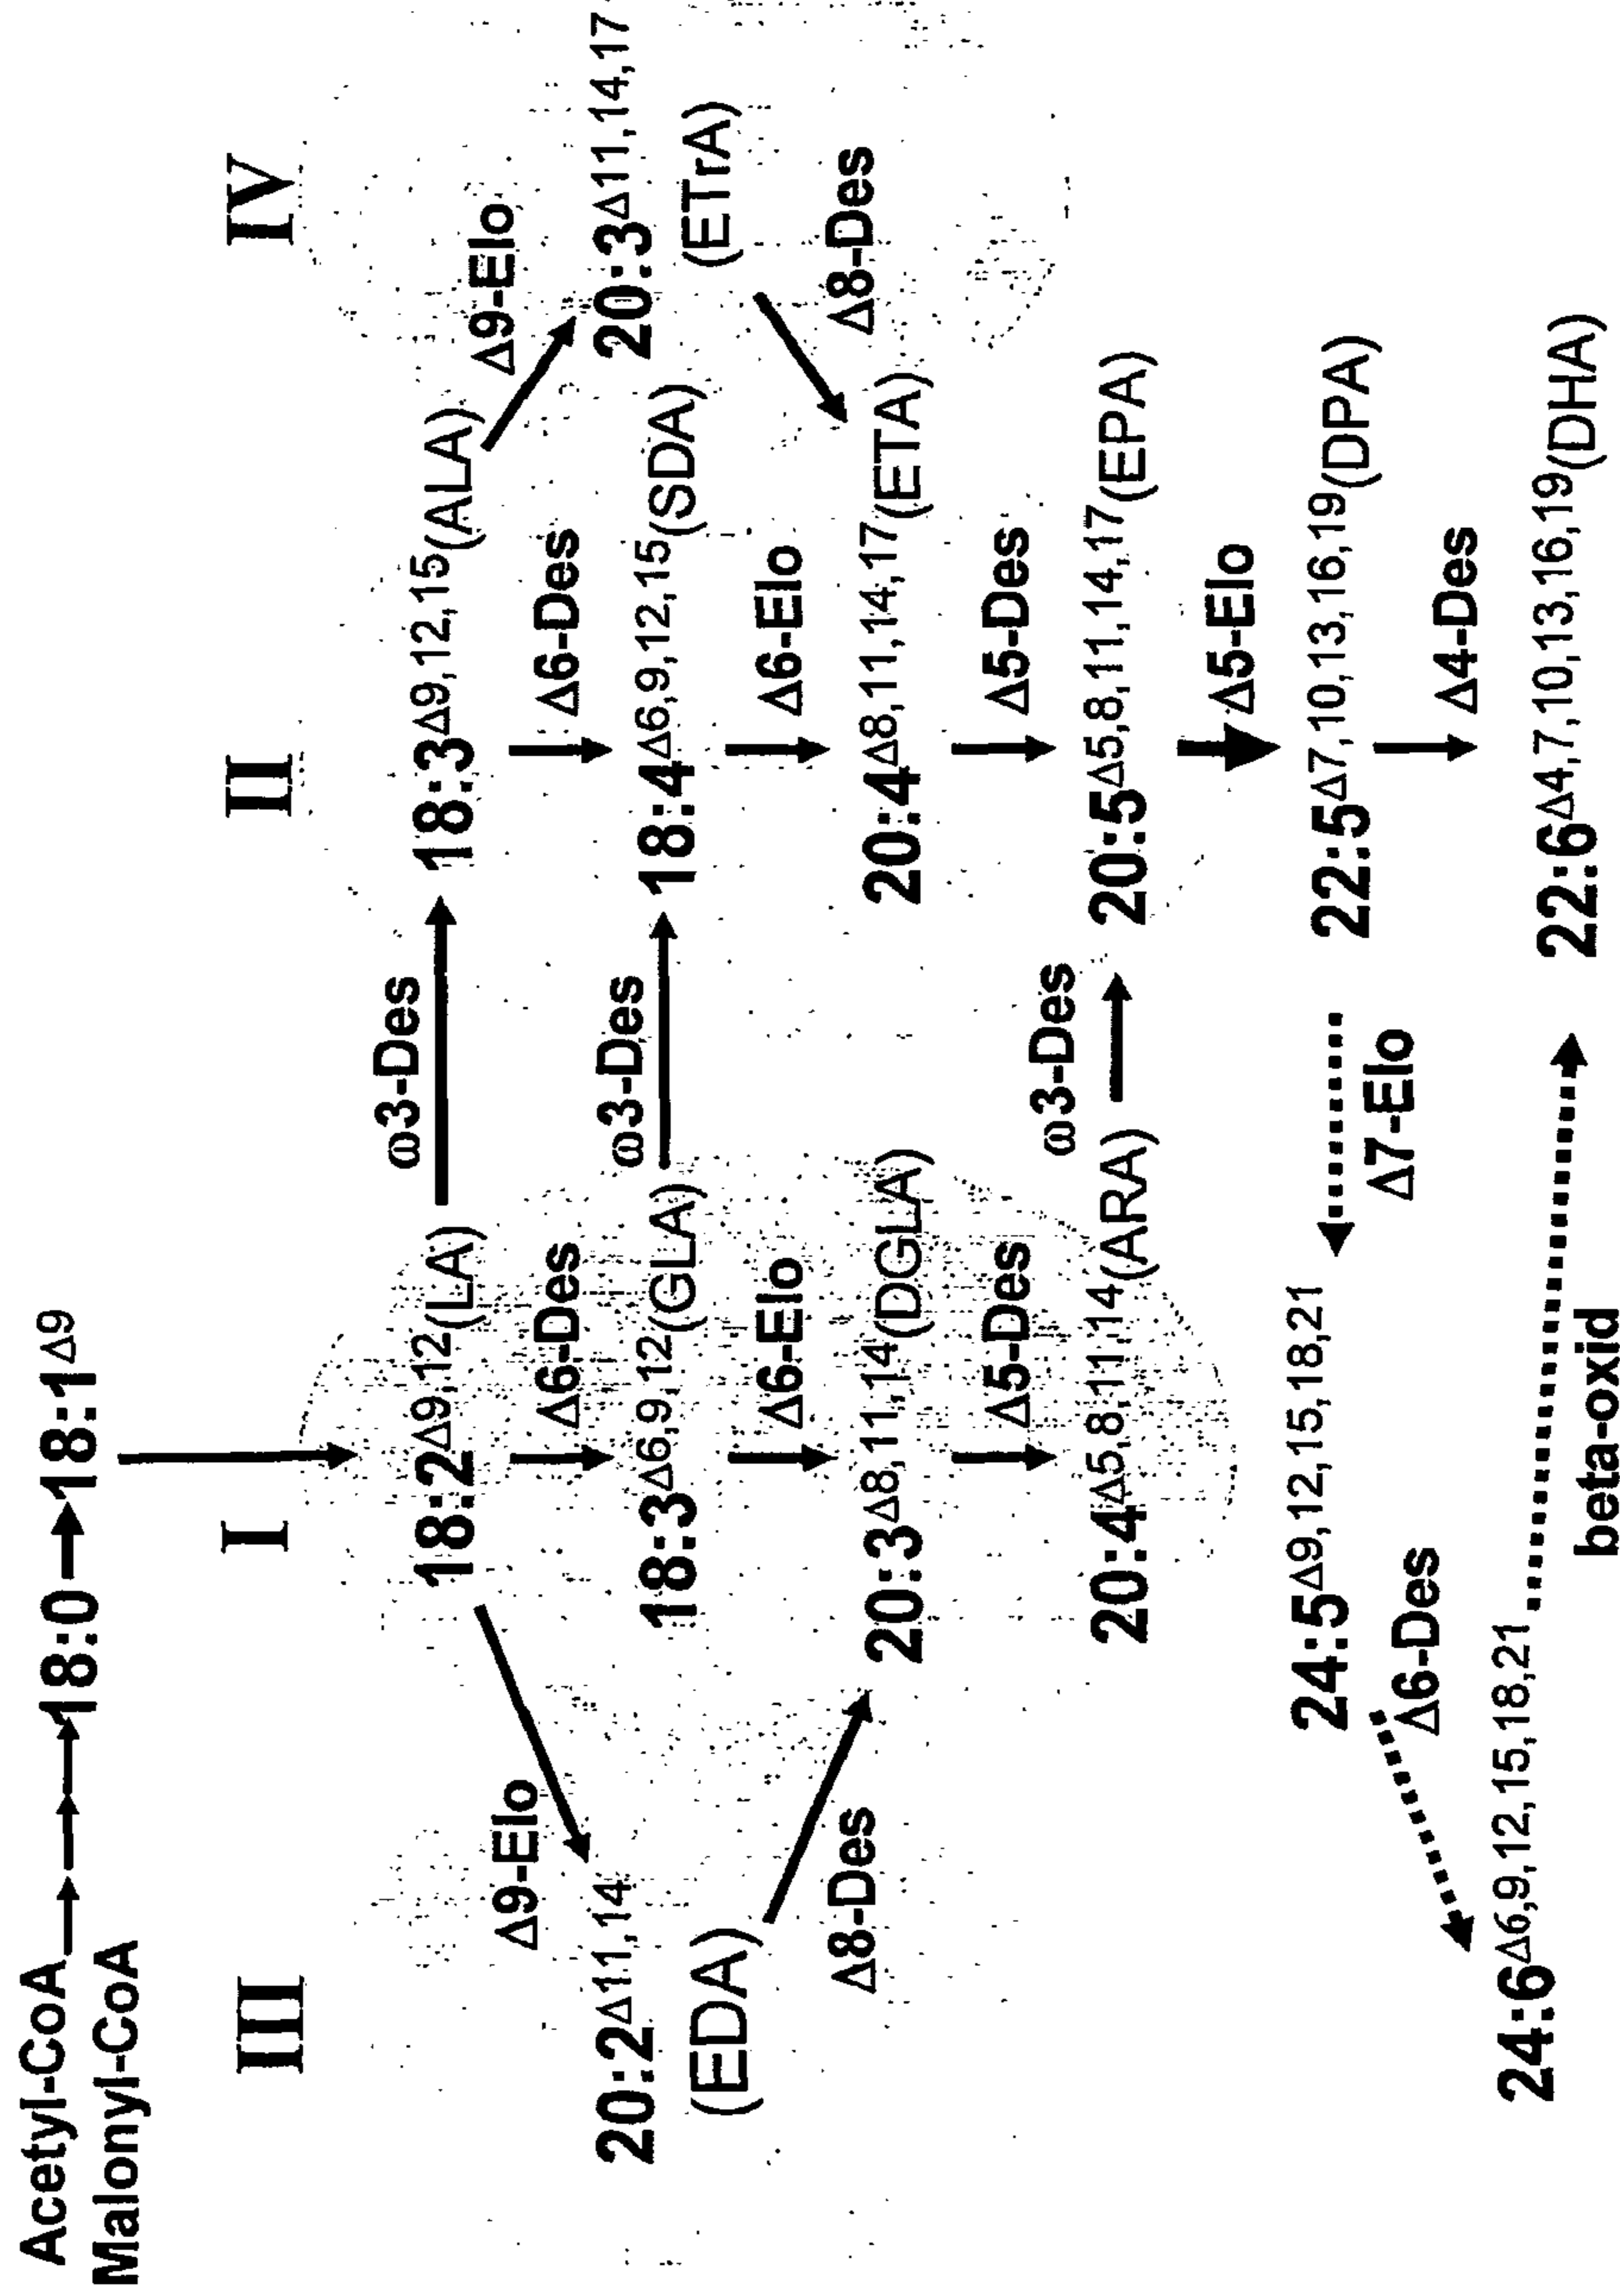 Acetyl-CoA
18:0
18:1Δ9
Malonyl-CoA
III
I
II
IV
18:2Δ9,12(LA)
ω3-Des
18:3Δ9,12,15(ALA)
Δ9-Elo
Δ6-Des
Δ6-Des
Δ9-Elo
20:2Δ11,14
(EDA)
18:3Δ6,9,12(GLA)
ω3-Des
18:4Δ6,9,12,15(SDA)
20:3Δ11,14,17
(ETrA)
Δ8-Des
Δ6-Elo
Δ6-Elo
Δ8-Des
20:3Δ8,11,14(DGLA)
20:4Δ8,11,14,17(ETA)
Δ5-Des
Δ5-Des
20:4Δ5,8,11,14(ARA)
ω3-Des
20:5Δ5,8,11,14,17(EPA)
Δ5-Elo
24:5Δ9,12,15,18,21
Δ7-Elo
22:5Δ7,10,13,16,19(DPA)
Δ6-Des
Δ4-Des
24:6Δ6,9,12,15,18,21
beta-oxid
22:6Δ4,7,10,13,16,19(DHA)